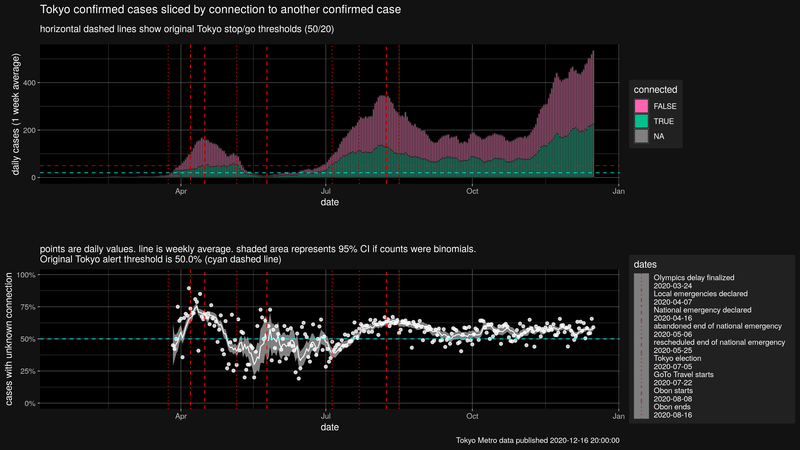 Tokyo confirmed cases sliced by connection to another confirmed case
horizontal dashed lines show original Tokyo stop/go thresholds (50/20)
daily cases (1 week average)
400
200
0
Apr
Jul
Oct
Jan
date
connected
FALSE
TRUE
NA
points are daily values. line is weekly average. shaded area represents 95% CI if counts were binomials.
Original Tokyo alert threshold is 50.0% (cyan dashed line)
cases with unknown connection
100%
75%
50%
25%
0%
Apr
Jul
Oct
Jan
date
dates
Olympics delay finalized
2020-03-24
Local emergencies declared
2020-04-07
National emergency declared
2020-04-16
abandoned end of national emergency
2020-05-06
rescheduled end of national emergency
2020-05-25
Tokyo election
2020-07-05
GoTo Travel starts
2020-07-22
Obon starts
2020-08-08
Obon ends
2020-08-16
Tokyo Metro data published 2020-12-16 20:00:00